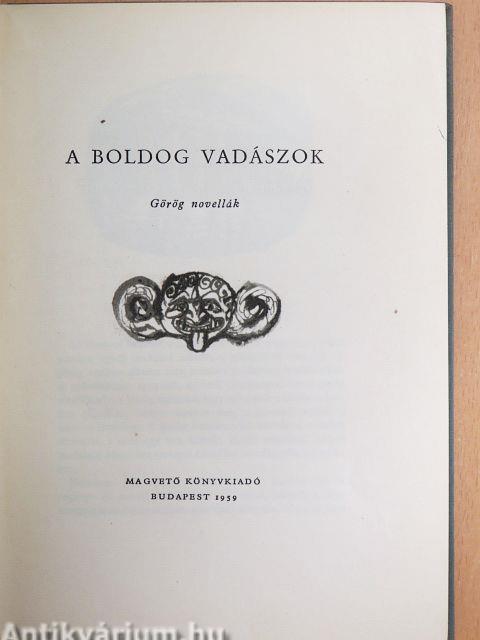 A BOLDOG VADÁSZOK
Görög novellák
MAGVETŐ KÖNYVKIADÓ
BUDAPEST 1959
Antikvárium.hu